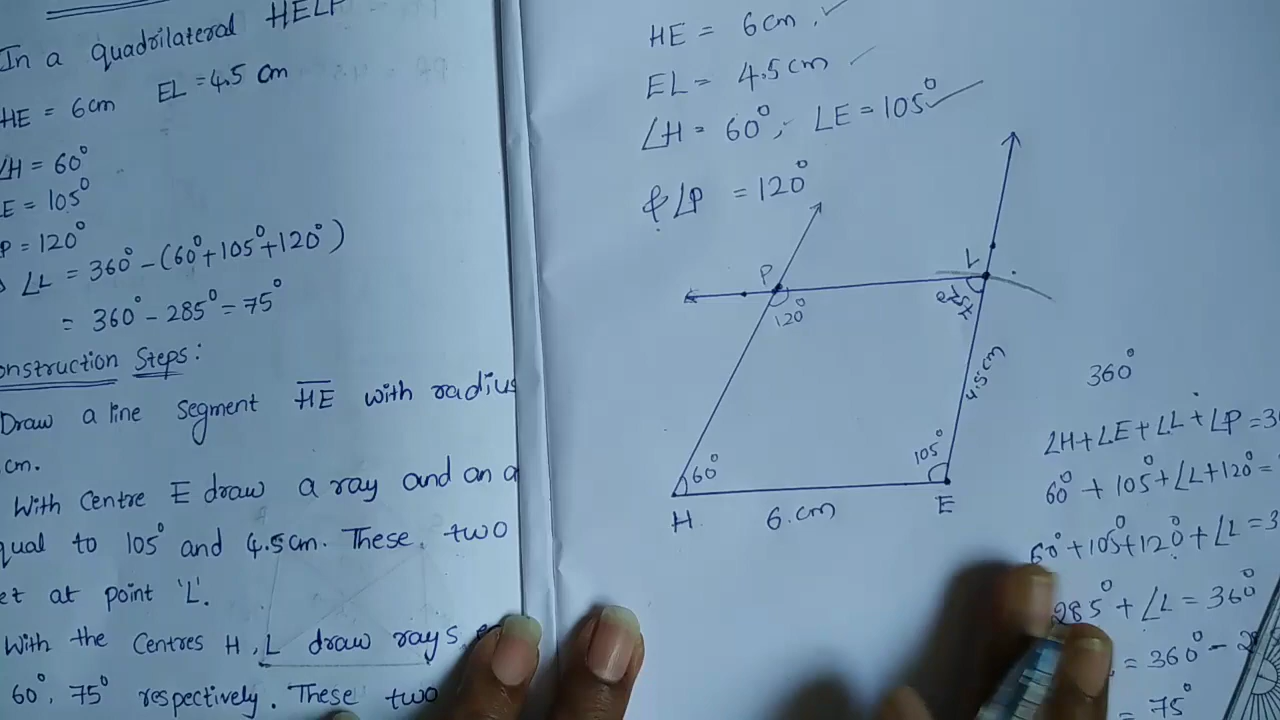 In a quadrilateral HELP
HE = 6cm EL = 4.5 cm
∠H = 60°
E = 105°
P = 120°
∠L = 360° - (60° + 105° + 120°)
= 360° - 285° = 75°
onstruction Steps:
Draw a line segment HE with radius
cm.
With Centre E draw a ray and an a
qual to 105° and 4.5cm. These two
et at point 'L'.
With the Centres H, L draw rays
60°, 75° respectively. These two
HE = 6cm.
EL = 4.5cm
∠H = 60°, ∠E = 105°
& ∠P = 120°
P
L
120°
75°
4.5cm
60°
105°
H
6.cm
E
360°
∠H+∠E+∠L+∠P=3
60° + 105° + ∠L + 120° =
60° + 105° + 120° + ∠L = 3
285° + ∠L = 360°
= 360° - 2
= 75°